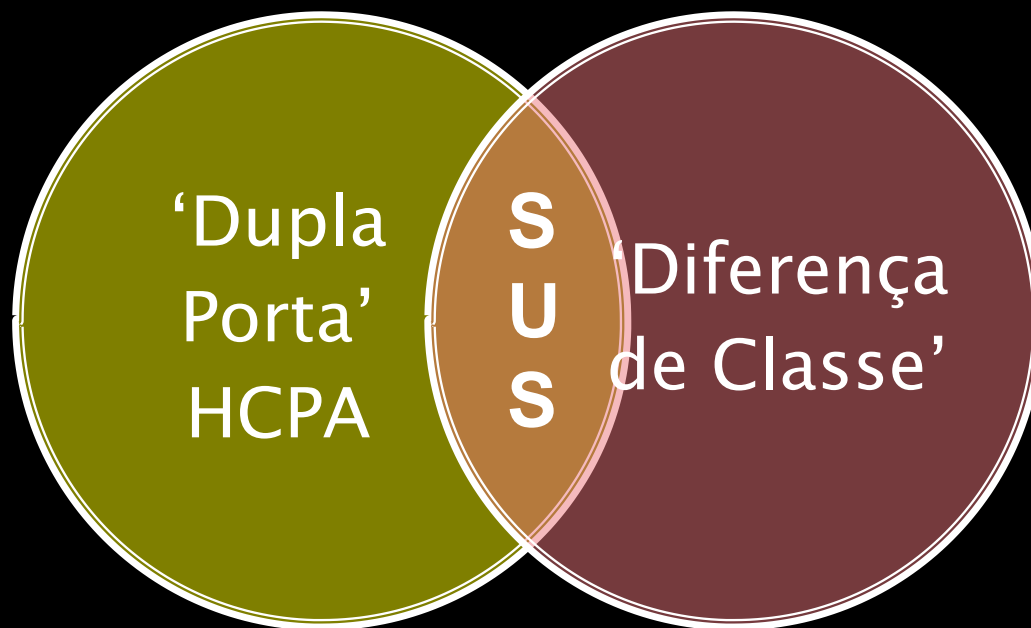 ‘Dupla
Porta’
HCPA
S
U
S
‘Diferença
de Classe’